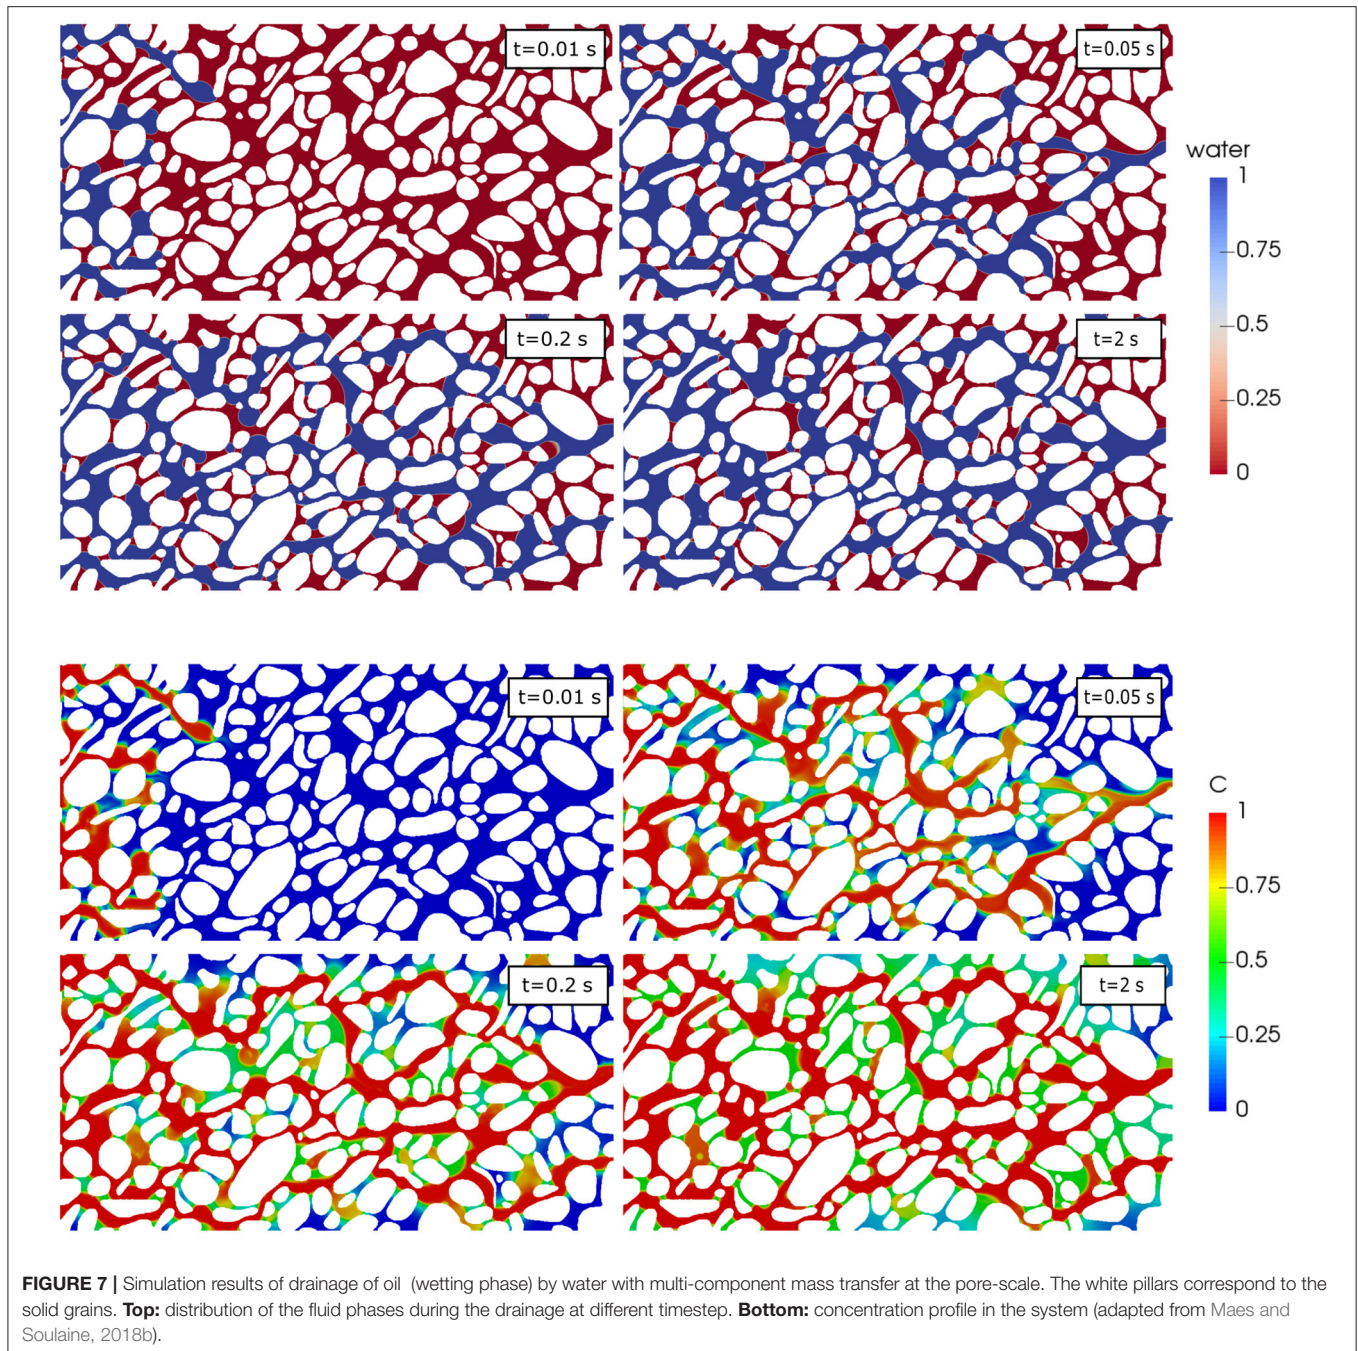 t=0.01 s
t=0.05 s
water
1
0.75
0.5
0.25
0
t=0.2 s
t=2 s
t=0.01 s
t=0.05 s
C
1
0.75
0.5
0.25
0
t=0.2 s
t=2 s
FIGURE 7 | Simulation results of drainage of oil (wetting phase) by water with multi-component mass transfer at the pore-scale. The white pillars correspond to the
solid grains. Top: distribution of the fluid phases during the drainage at different timestep. Bottom: concentration profile in the system (adapted from Maes and
Soulaine, 2018b).